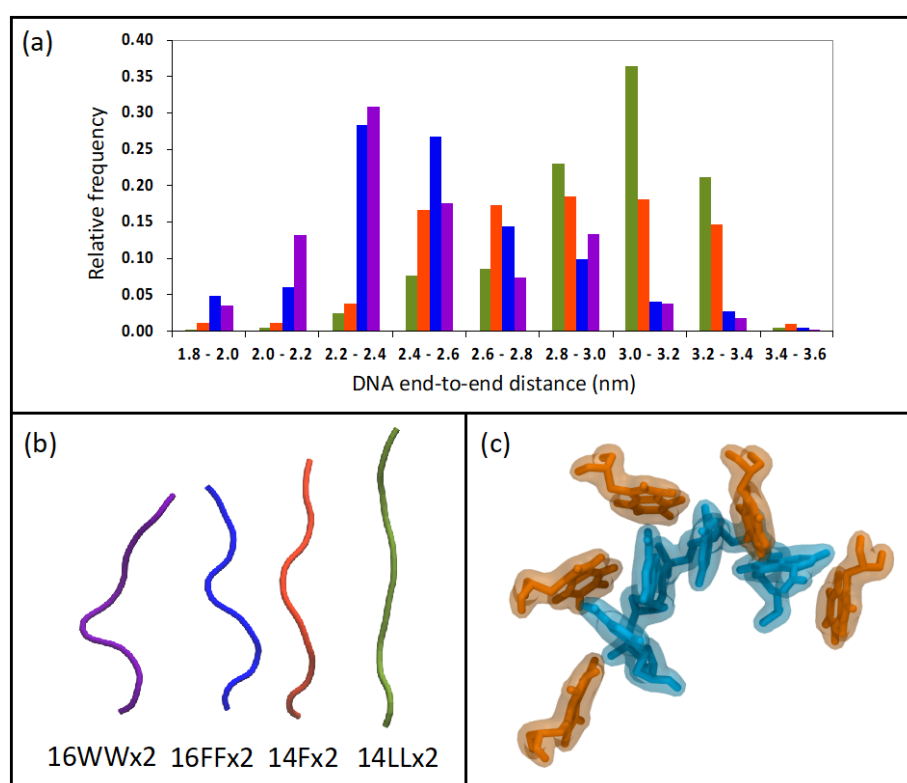 (a)
Relative frequency
0.40
0.35
0.30
0.25
0.20
0.15
0.10
0.05
0.00
1.8 - 2.0 2.0 - 2.2 2.2 - 2.4 2.4 - 2.6 2.6 - 2.8 2.8 - 3.0 3.0 - 3.2 3.2 - 3.4 3.4 - 3.6
DNA end-to-end distance (nm)
(b)
16WWx2 16FFx2 14Fx2 14LLx2
(c)